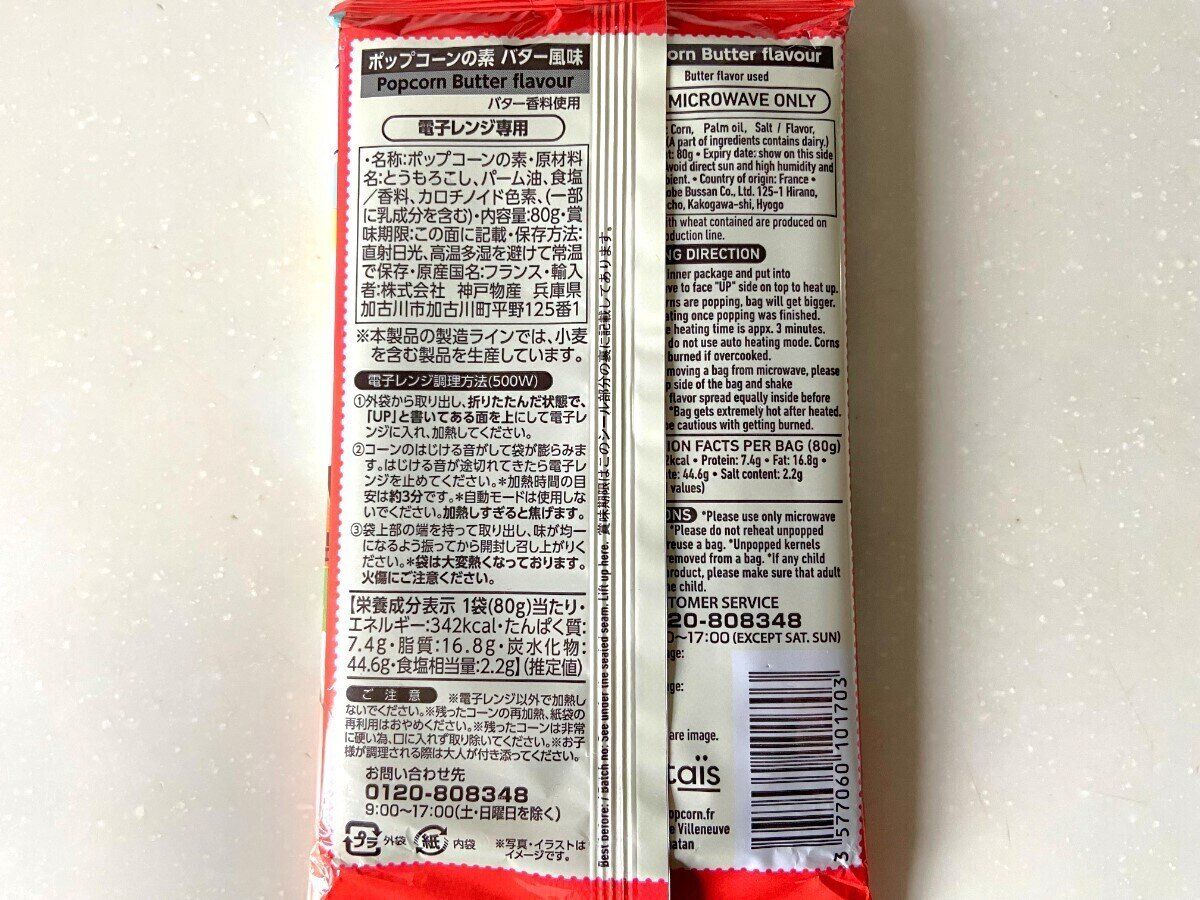 ポップコーンの素 バター風味
Popcorn Butter flavour
バター香料使用
電子レンジ専用
・名称:ポップコーンの素・原材料
名:とうもろこし、パーム油、食塩
/香料、カロチノイド色素、(一部
に乳成分を含む)・内容量:80g・賞
味期限:この面に記載・保存方法:
直射日光、高温多湿を避けて常温
で保存・原産国名:フランス・輸入
者:株式会社 神戸物産 兵庫県
加古川市加古川町平野125番1
※本製品の製造ラインでは、小麦
を含む製品を生産しています。
電子レンジ調理方法(500W)
①外袋から取り出し、折りたたんだ状態で、
「UP」と書いてある面を上にして電子レ
ンジに入れ、加熱してください。
②コーンのはじける音がして袋が膨らみま
す。はじける音が途切れてきたら電子レ
ンジを止めてください。*加熱時間の目
安は約3分です。*自動モードは使用しな
いでください。加熱しすぎると焦げます。
③袋上部の端を持って取り出し、味が均一
になるよう振ってから開封し召し上がりく
ださい。*袋は大変熱くなっております。
火傷にご注意ください。
【栄養成分表示 1袋(80g)当たり・
エネルギー:342kcal・たんぱく質:
7.4g・脂質:16.8g・炭水化物:
44.6g・食塩相当量:2.2g】(推定値)
ご注意 ※電子レンジ以外で加熱し
ないでください。※残ったコーンの再加熱、紙袋の
再利用はおやめください。※残ったコーンは非常
に硬い為、口に入れず取り除いてください。※お子
様が調理される際は大人が付き添ってください。
お問い合わせ先
0120-808348
9:00〜17:00(土・日曜日を除く)
プラ 外袋 紙 内袋 ※写真・イラストは
イメージです。
Best before: / Batch no: See under the sealed seam. Lift up here. 賞味期限はこのシール部分の裏に記載してあります。
orn Butter flavour
Butter flavor used
MICROWAVE ONLY
: Corn, Palm oil, Salt / Flavor,
(A part of ingredients contains dairy.)
t: 80g • Expiry date: show on this side
void direct sun and high humidity and
bient. • Country of origin: France •
obe Bussan Co., Ltd. 125-1 Hirano,
cho, Kakogawa-shi, Hyogo
ith wheat contained are produced on
oduction line.
NG DIRECTION
inner package and put into
ve to face "UP" side on top to heat up.
rns are popping, bag will get bigger.
ating once popping was finished.
e heating time is appx. 3 minutes.
do not use auto heating mode. Corns
burned if overcooked.
moving a bag from microwave, please
p side of the bag and shake
flavor spread equally inside before
*Bag gets extremely hot after heated.
e cautious with getting burned.
ION FACTS PER BAG (80g)
2kcal • Protein: 7.4g • Fat: 16.8g •
te: 44.6g • Salt content: 2.2g
values)
ONS *Please use only microwave
*Please do not reheat unpopped
reuse a bag. *Unpopped kernels
removed from a bag. *If any child
product, please make sure that adult
e child.
TOMER SERVICE
20-808348
0〜17:00 (EXCEPT SAT. SUN)
age:
ge:
are image.
taïs
opcorn.fr
e Villeneuve
atan
3 577060 101703